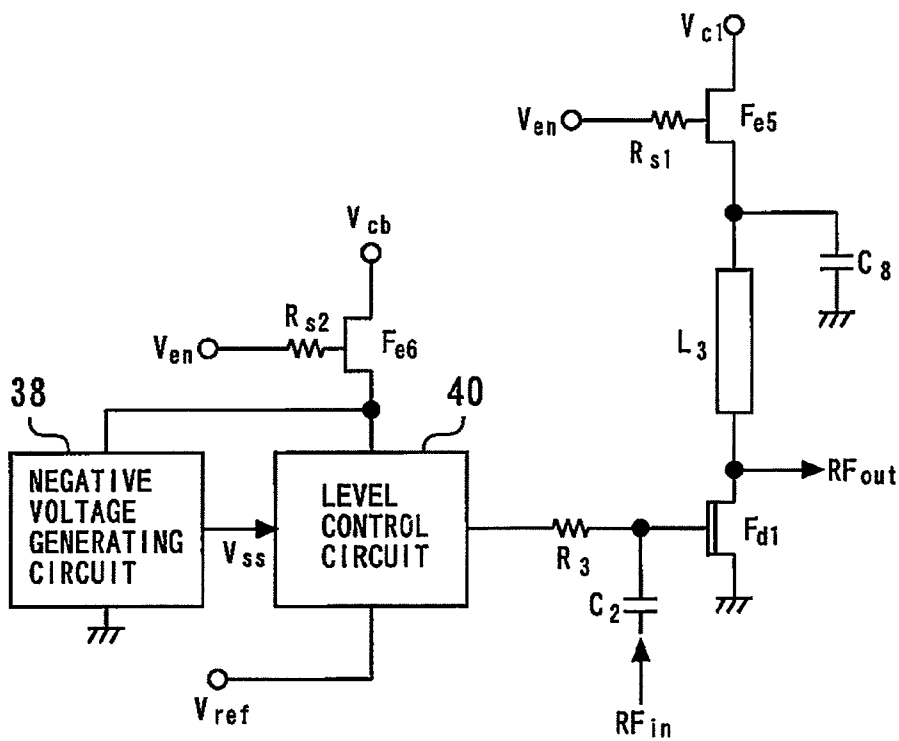 Vc1
Ven
Rs1
Fe5
C8
Vcb
Rs2
Ven
Fe6
L3
38
40
NEGATIVE
VOLTAGE
GENERATING
CIRCUIT
Vss
LEVEL
CONTROL
CIRCUIT
RFout
R3
Fd1
C2
Vref
RFin